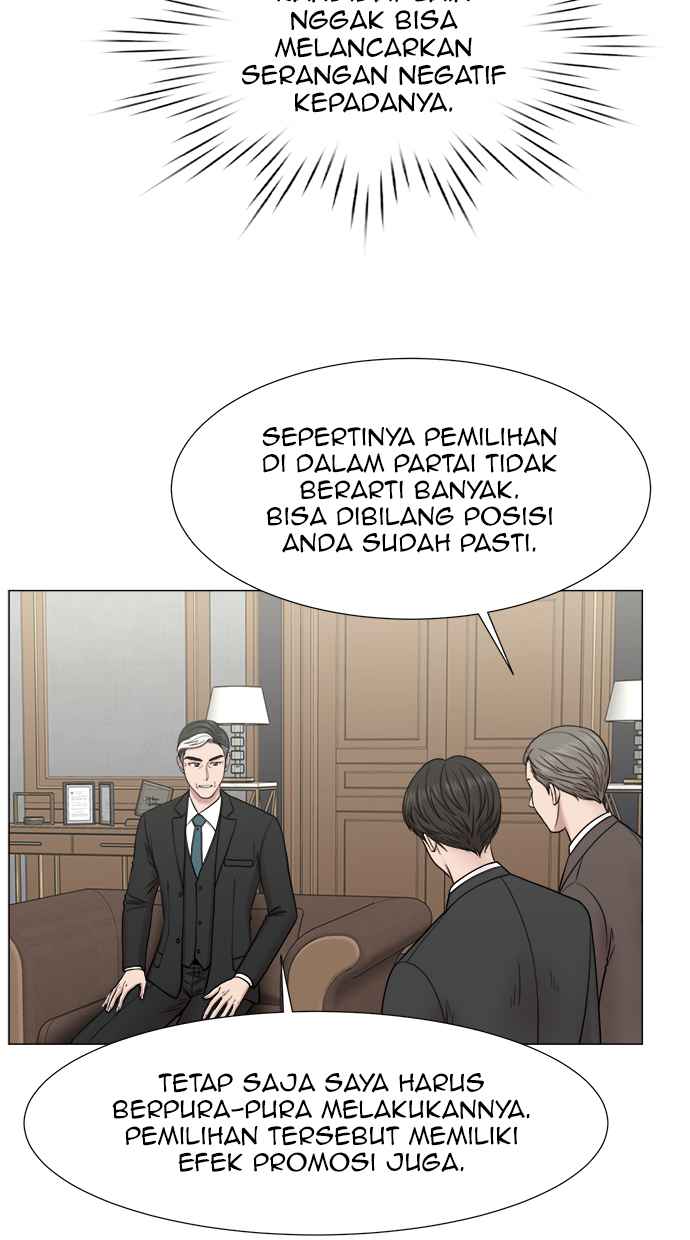 NGGAK BISA
MELANCARKAN
SERANGAN NEGATIF
KEPADANYA.
SEPERTINYA PEMILIHAN
DI DALAM PARTAI TIDAK
BERARTI BANYAK.
BISA DIBILANG POSISI
ANDA SUDAH PASTI.
TETAP SAJA SAYA HARUS
BERPURA-PURA MELAKUKANNYA.
PEMILIHAN TERSEBUT MEMILIKI
EFEK PROMOSI JUGA.